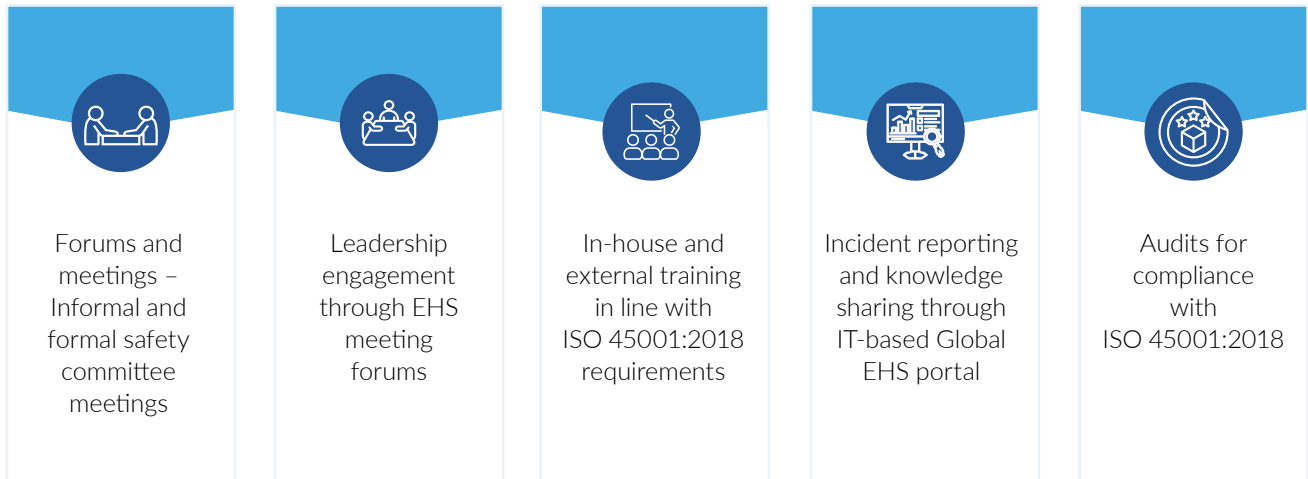 Forums and
meetings –
Informal and
formal safety
committee
meetings
Leadership
engagement
through EHS
meeting
forums
In-house and
external training
in line with
ISO 45001:2018
requirements
Incident reporting
and knowledge
sharing through
IT-based Global
EHS portal
Audits for
compliance
with
ISO 45001:2018